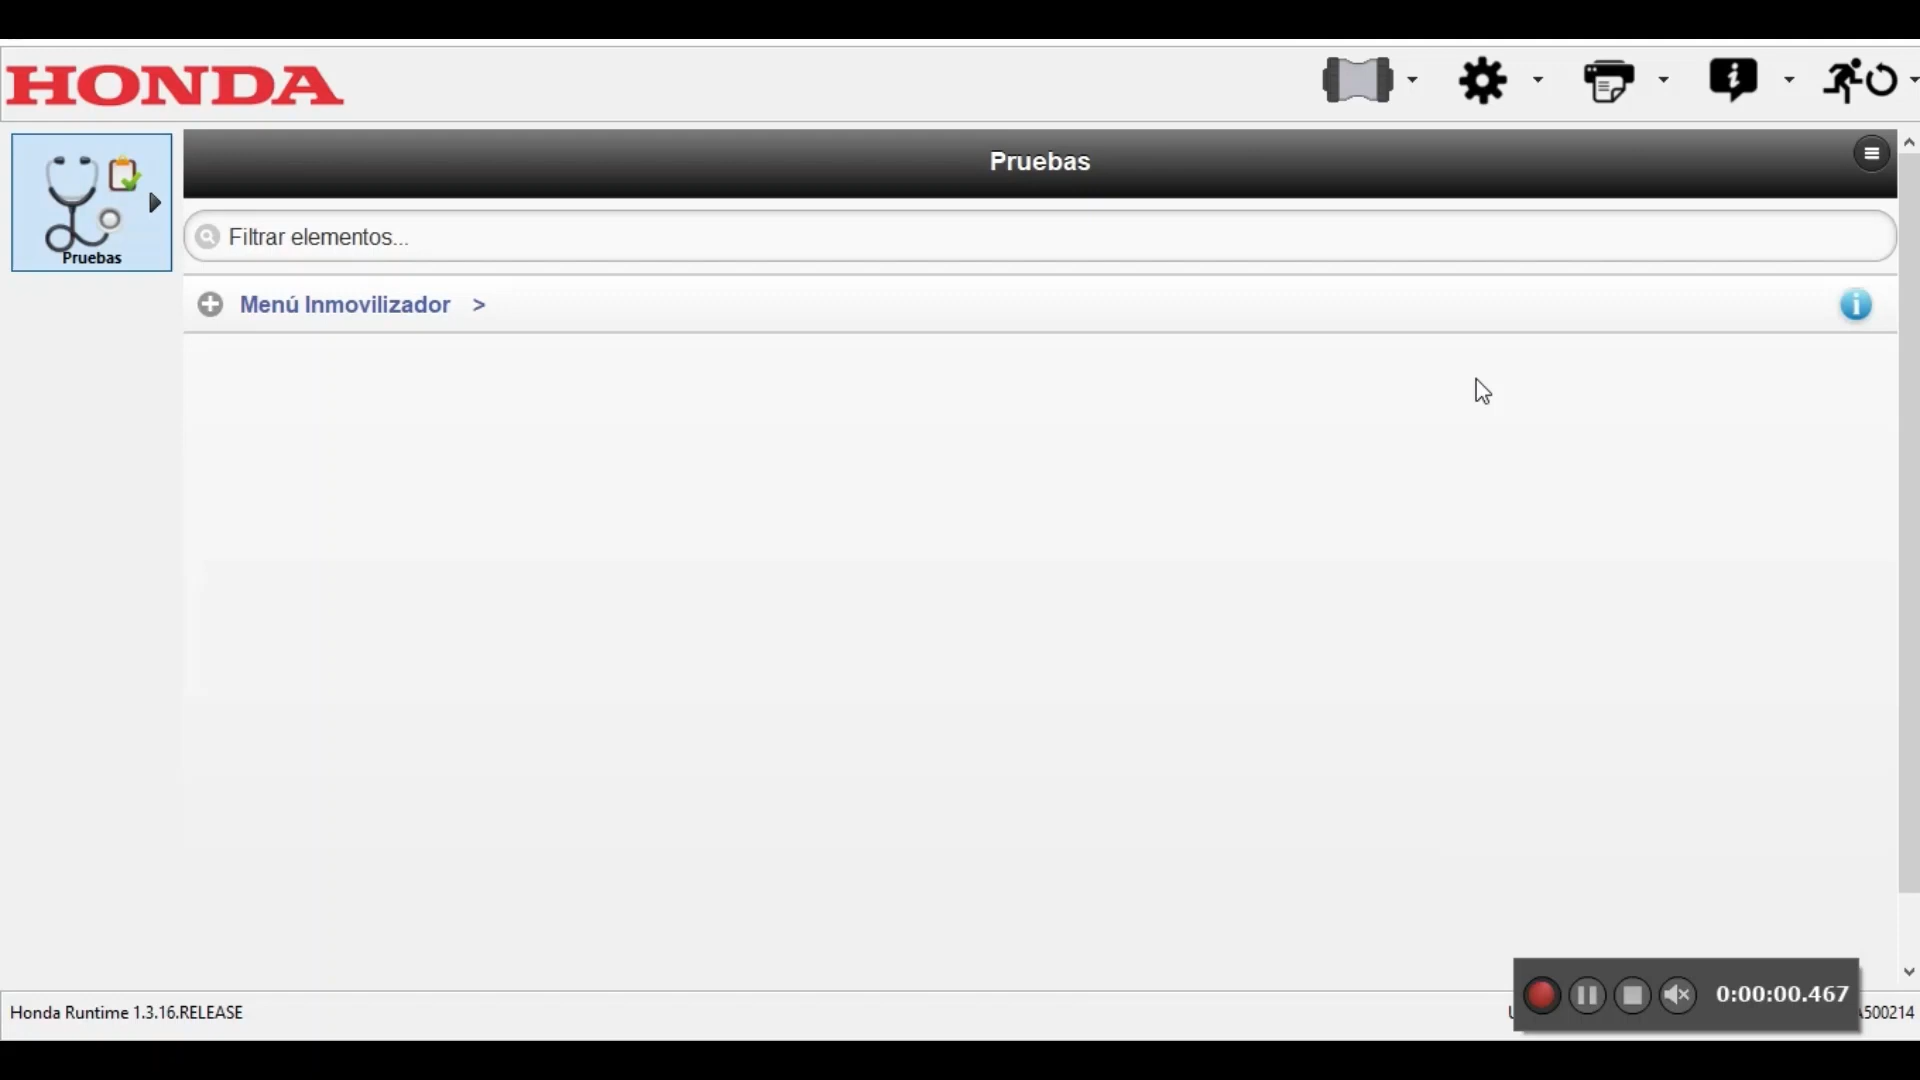 HONDA
Pruebas
Pruebas
Filtrar elementos...
Menú Inmovilizador >
0:00:00.467
Honda Runtime 1.3.16.RELEASE
500214